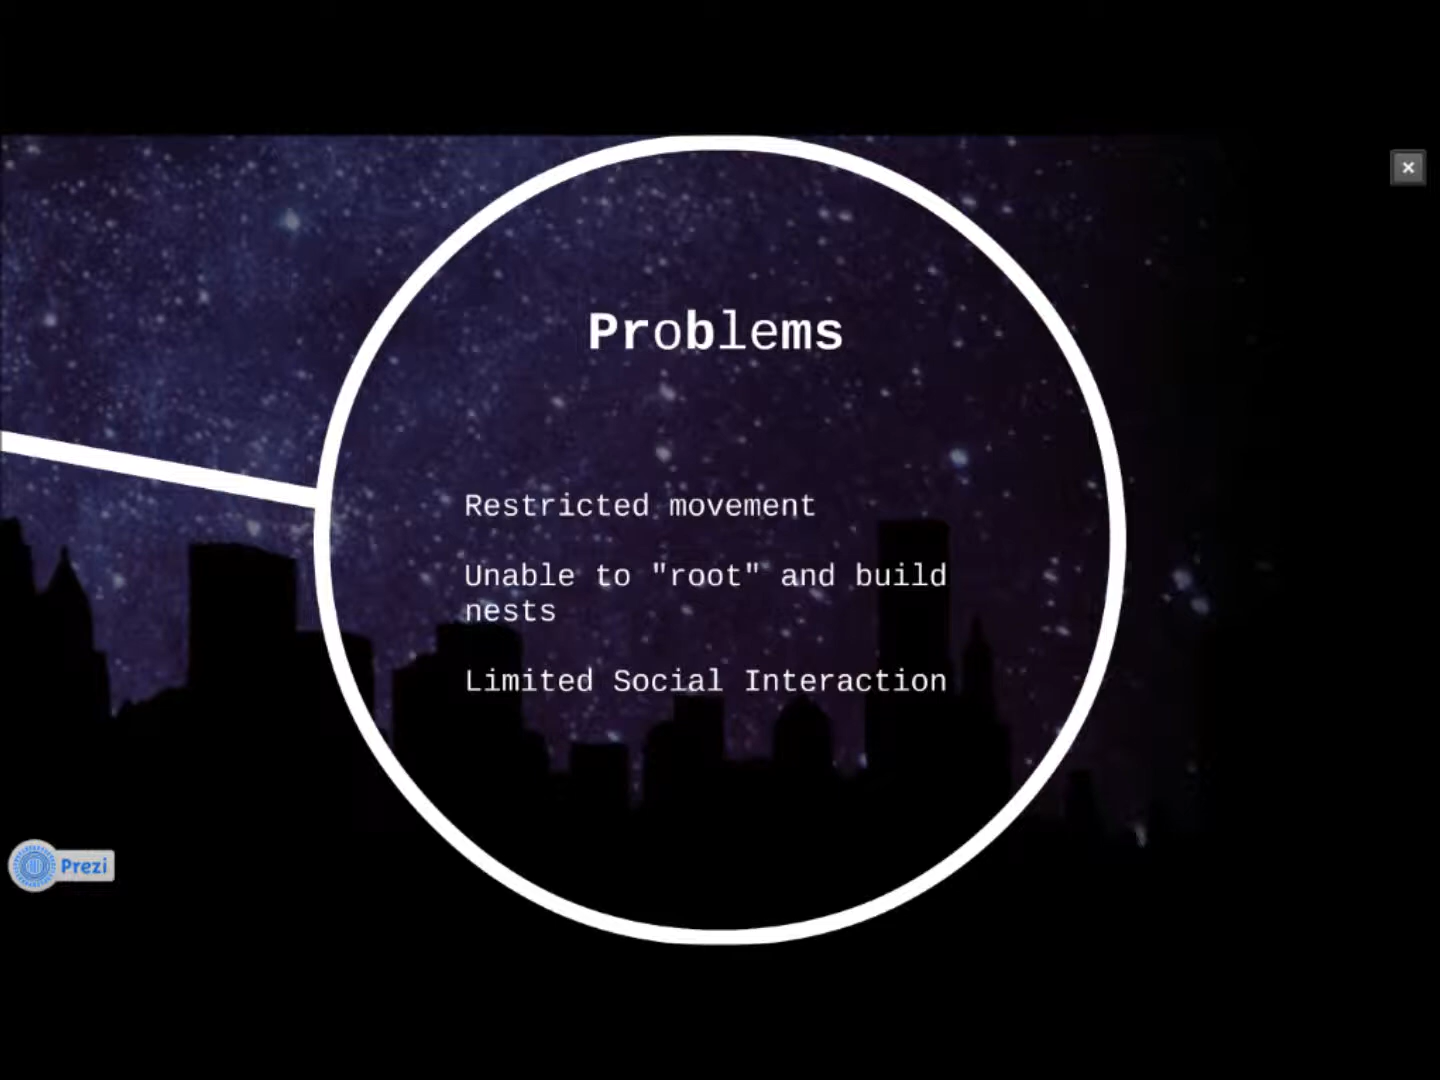 Problems
Restricted movement
Unable to "root" and build
nests
Limited Social Interaction
Prezi